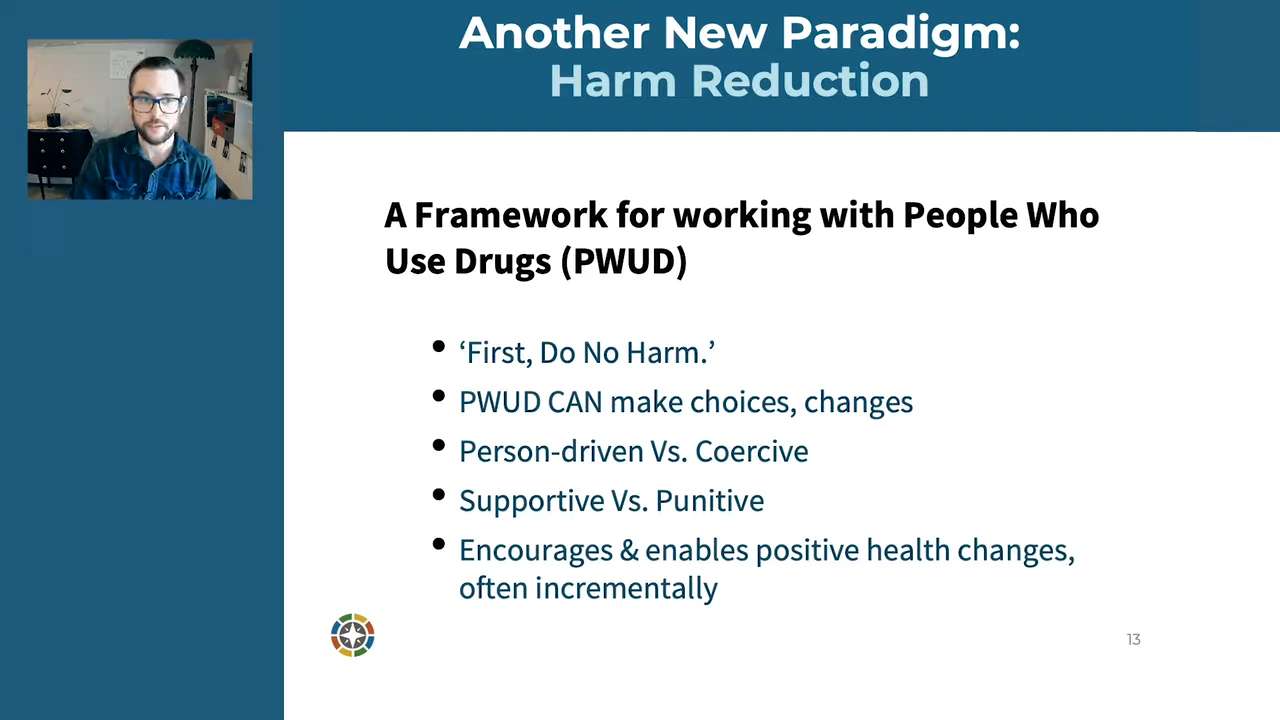 Another New Paradigm:
Harm Reduction
A Framework for working with People Who
Use Drugs (PWUD)
• ‘First, Do No Harm.’
• PWUD CAN make choices, changes
• Person-driven Vs. Coercive
• Supportive Vs. Punitive
• Encourages & enables positive health changes,
often incrementally
13